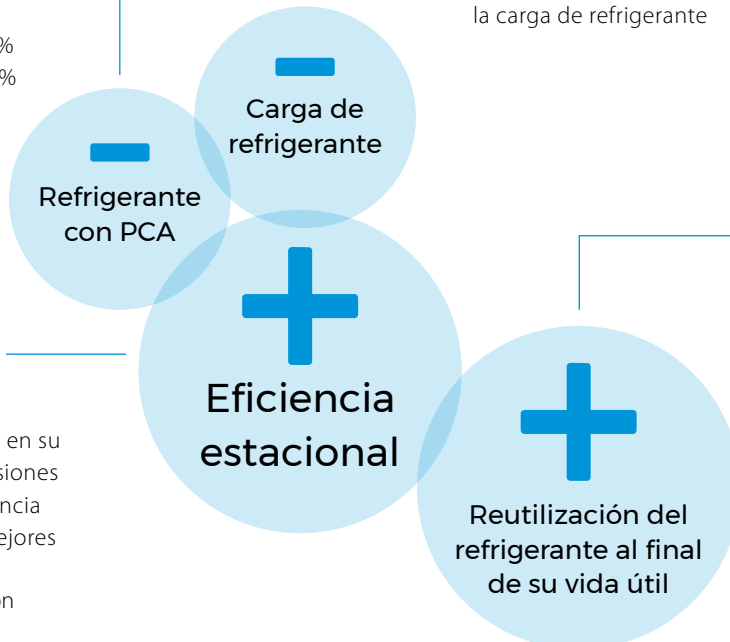 la carga de refrigerante
%
%
Carga de
refrigerante
Refrigerante
con PCA
Eficiencia
estacional
en su
Reutilización del
refrigerante al final
de su vida útil